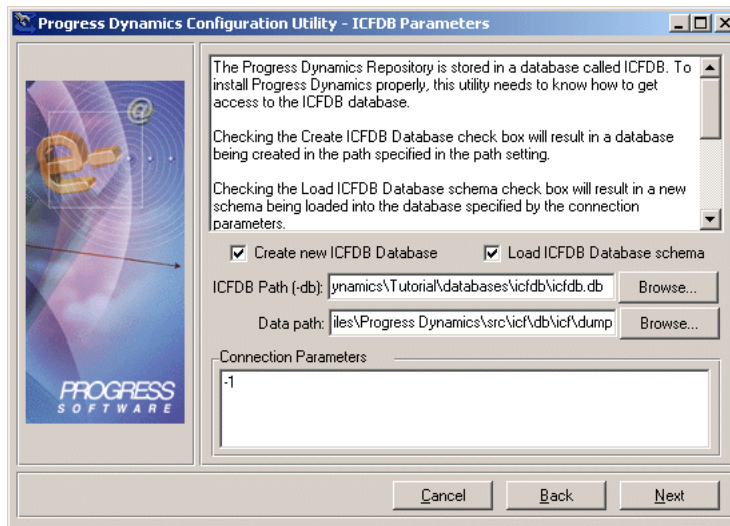 Progress Dynamics Configuration Utility - ICFDB Parameters
The Progress Dynamics Repository is stored in a database called ICFDB. To
install Progress Dynamics properly, this utility needs to know how to get
access to the ICFDB database.
Checking the Create ICFDB Database check box will result in a database
being created in the path specified in the path setting.
Checking the Load ICFDB Database schema check box will result in a new
schema being loaded into the database specified by the connection
parameters.
@
e-
PROGRESS
SOFTWARE
Create new ICFDB Database Load ICFDB Database schema
ICFDB Path (-db): ynamics\Tutorial\databases\icfdb\icfdb.db Browse...
Data path: iles\Progress Dynamics\src\icf\db\icf\dump Browse...
Connection Parameters
-1
Cancel Back Next